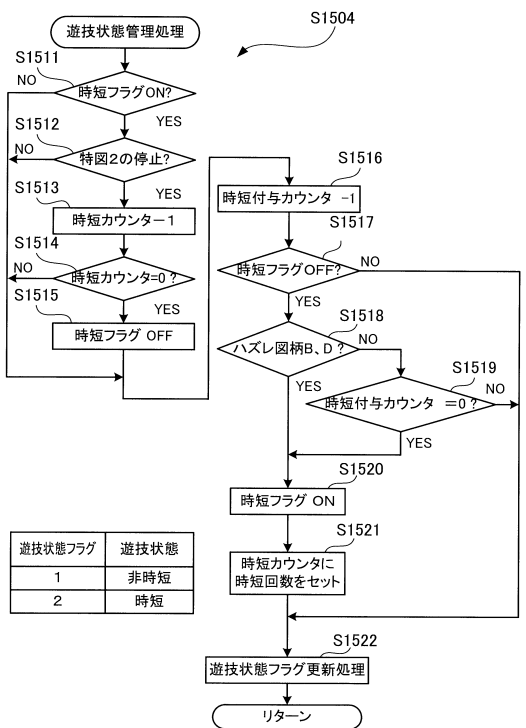 遊技状態管理処理
S1504
S1511
NO
時短フラグON?
YES
S1512
NO
特図2の停止?
YES
S1513
時短カウンター1
S1514
NO
時短カウンタ=0?
YES
S1515
時短フラグ OFF
S1516
時短付与カウンタ -1
S1517
時短フラグOFF?
NO
YES
S1518
ハズレ図柄B、D?
NO
YES
S1519
時短付与カウンタ =0?
NO
YES
S1520
時短フラグ ON
S1521
時短カウンタに
時短回数をセット
遊技状態フラグ 遊技状態
1 非時短
2 時短
S1522
遊技状態フラグ更新処理
リターン